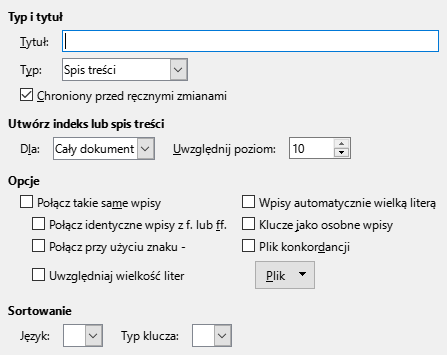 Typ i tytuł
Tytuł:
Typ: Spis treści
Chroniony przed ręcznymi zmianami
Utwórz indeks lub spis treści
Dla: Cały dokument Uwzględnij poziom: 10
Opcje
Połącz takie same wpisy Wpisy automatycznie wielką literą
Połącz identyczne wpisy z f. lub ff. Klucze jako osobne wpisy
Połącz przy użyciu znaku - Plik konkordancji
Uwzględniaj wielkość liter Plik
Sortowanie
Język: Typ klucza: